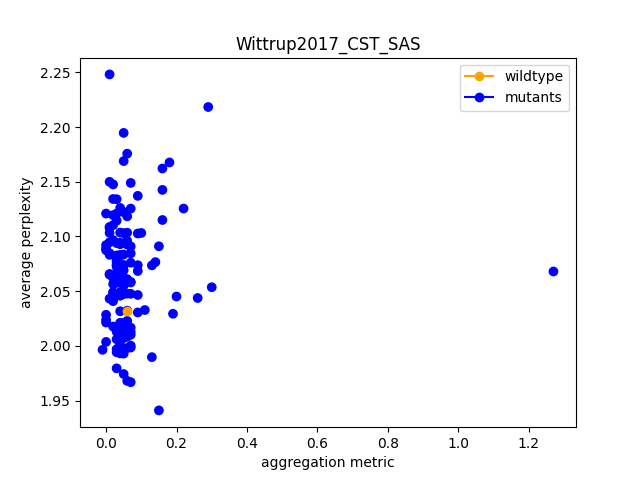 Wittrup2017_CST_SAS
wildtype
mutants
average perplexity
2.25
2.20
2.15
2.10
2.05
2.00
1.95
0.0 0.2 0.4 0.6 0.8 1.0 1.2
aggregation metric